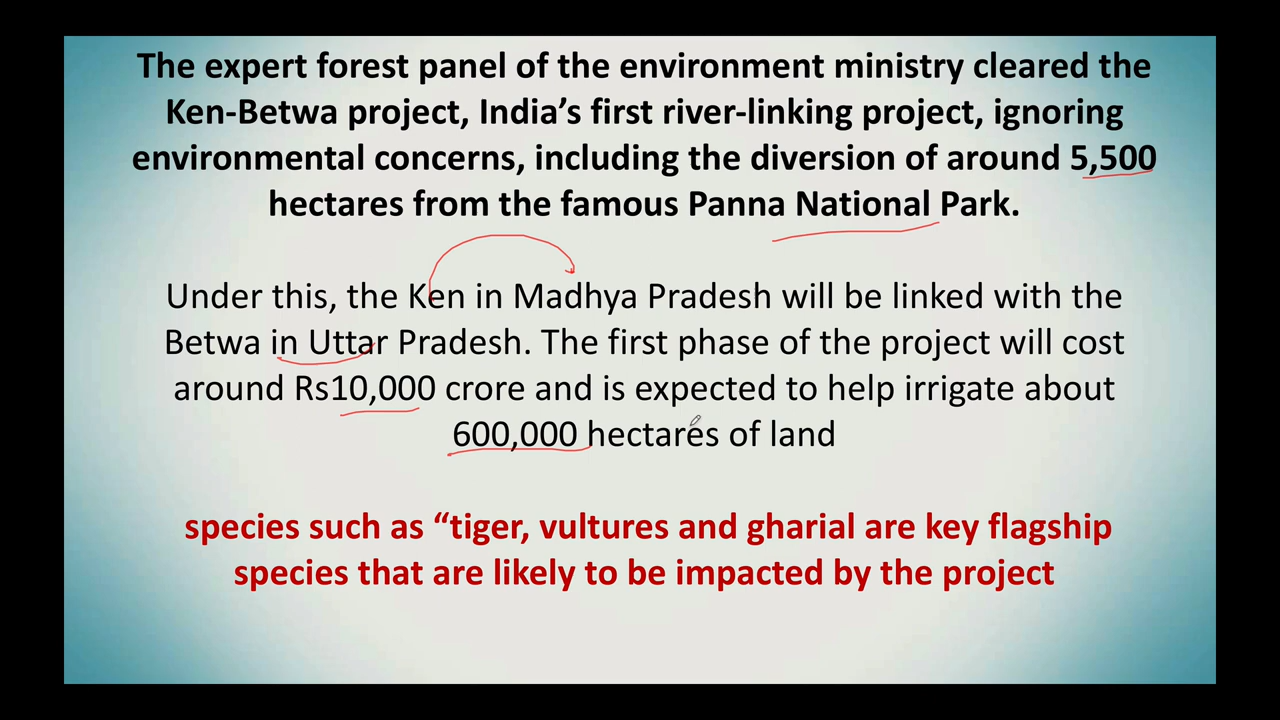 The expert forest panel of the environment ministry cleared the
Ken-Betwa project, India’s first river-linking project, ignoring
environmental concerns, including the diversion of around 5,500
hectares from the famous Panna National Park.
Under this, the Ken in Madhya Pradesh will be linked with the
Betwa in Uttar Pradesh. The first phase of the project will cost
around Rs10,000 crore and is expected to help irrigate about
600,000 hectares of land
species such as “tiger, vultures and gharial are key flagship
species that are likely to be impacted by the project